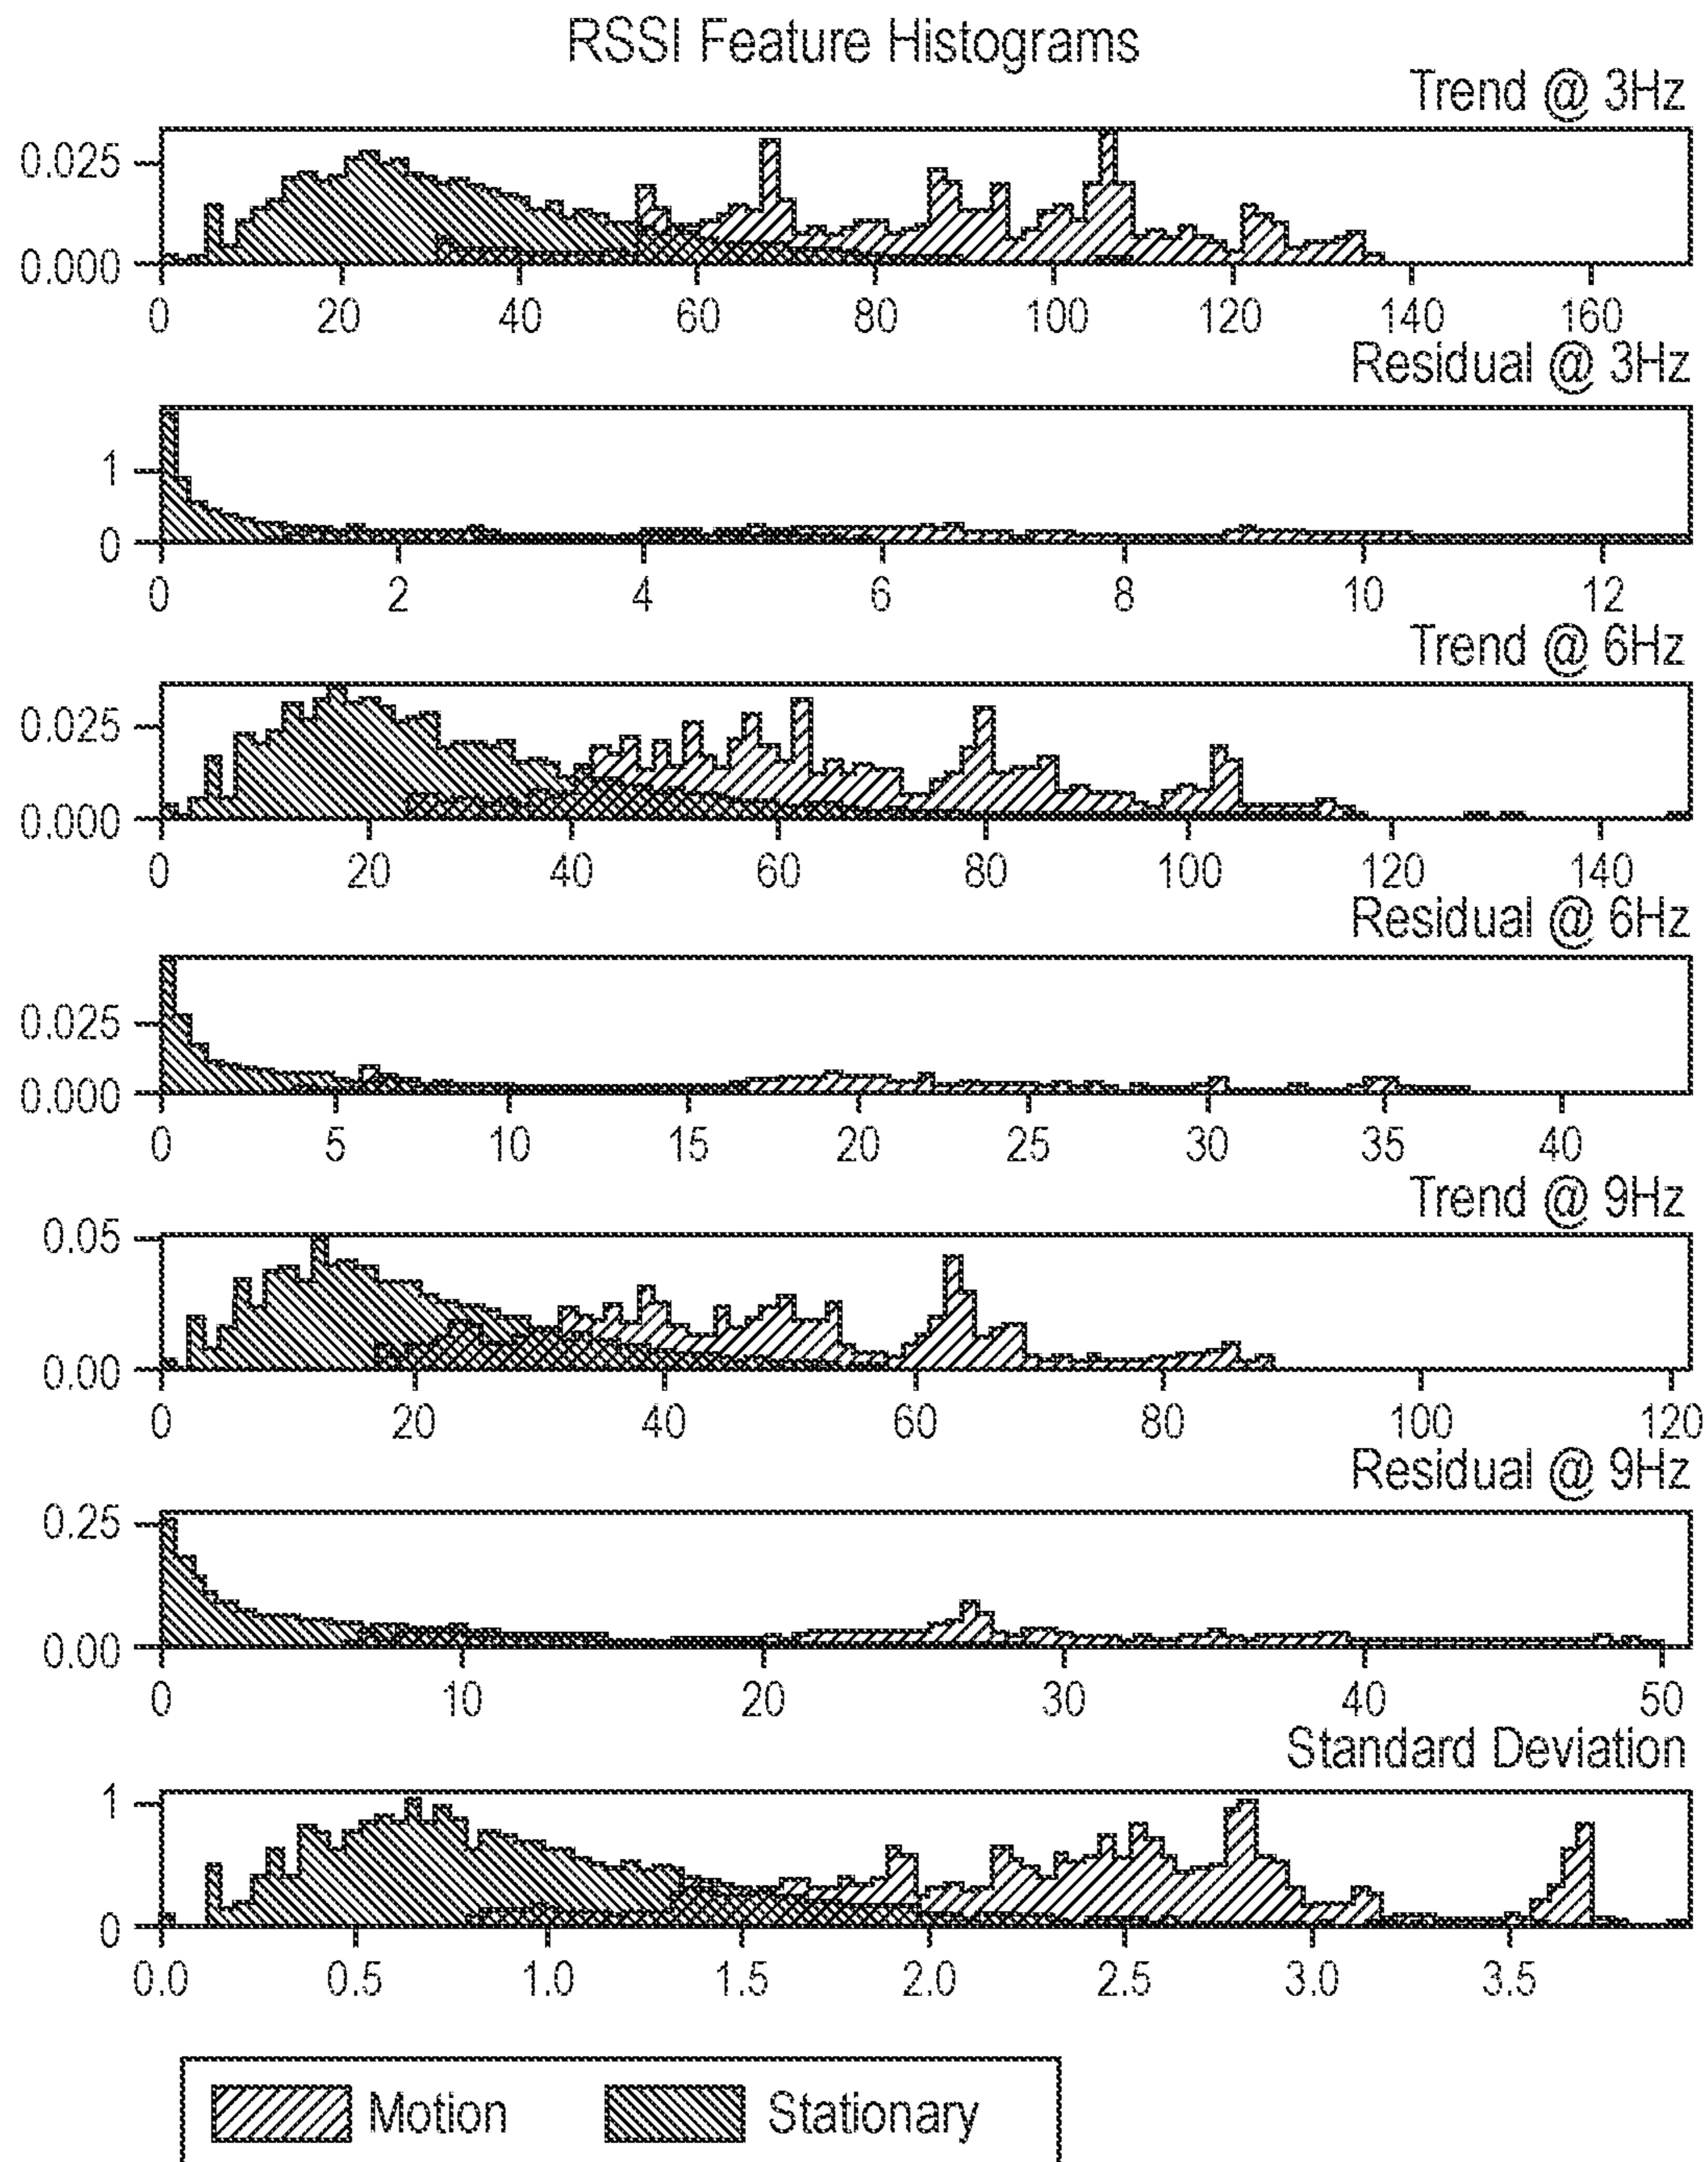 RSSI Feature Histograms
Trend @ 3Hz
0.025
0.000
0 20 40 60 80 100 120 140 160
Residual @ 3Hz
1
0
0 2 4 6 8 10 12
Trend @ 6Hz
0.025
0.000
0 20 40 60 80 100 120 140
Residual @ 6Hz
0.025
0.000
0 5 10 15 20 25 30 35 40
Trend @ 9Hz
0.05
0.00
0 20 40 60 80 100 120
Residual @ 9Hz
0.25
0.00
0 10 20 30 40 50
Standard Deviation
1
0
0.0 0.5 1.0 1.5 2.0 2.5 3.0 3.5
Motion Stationary